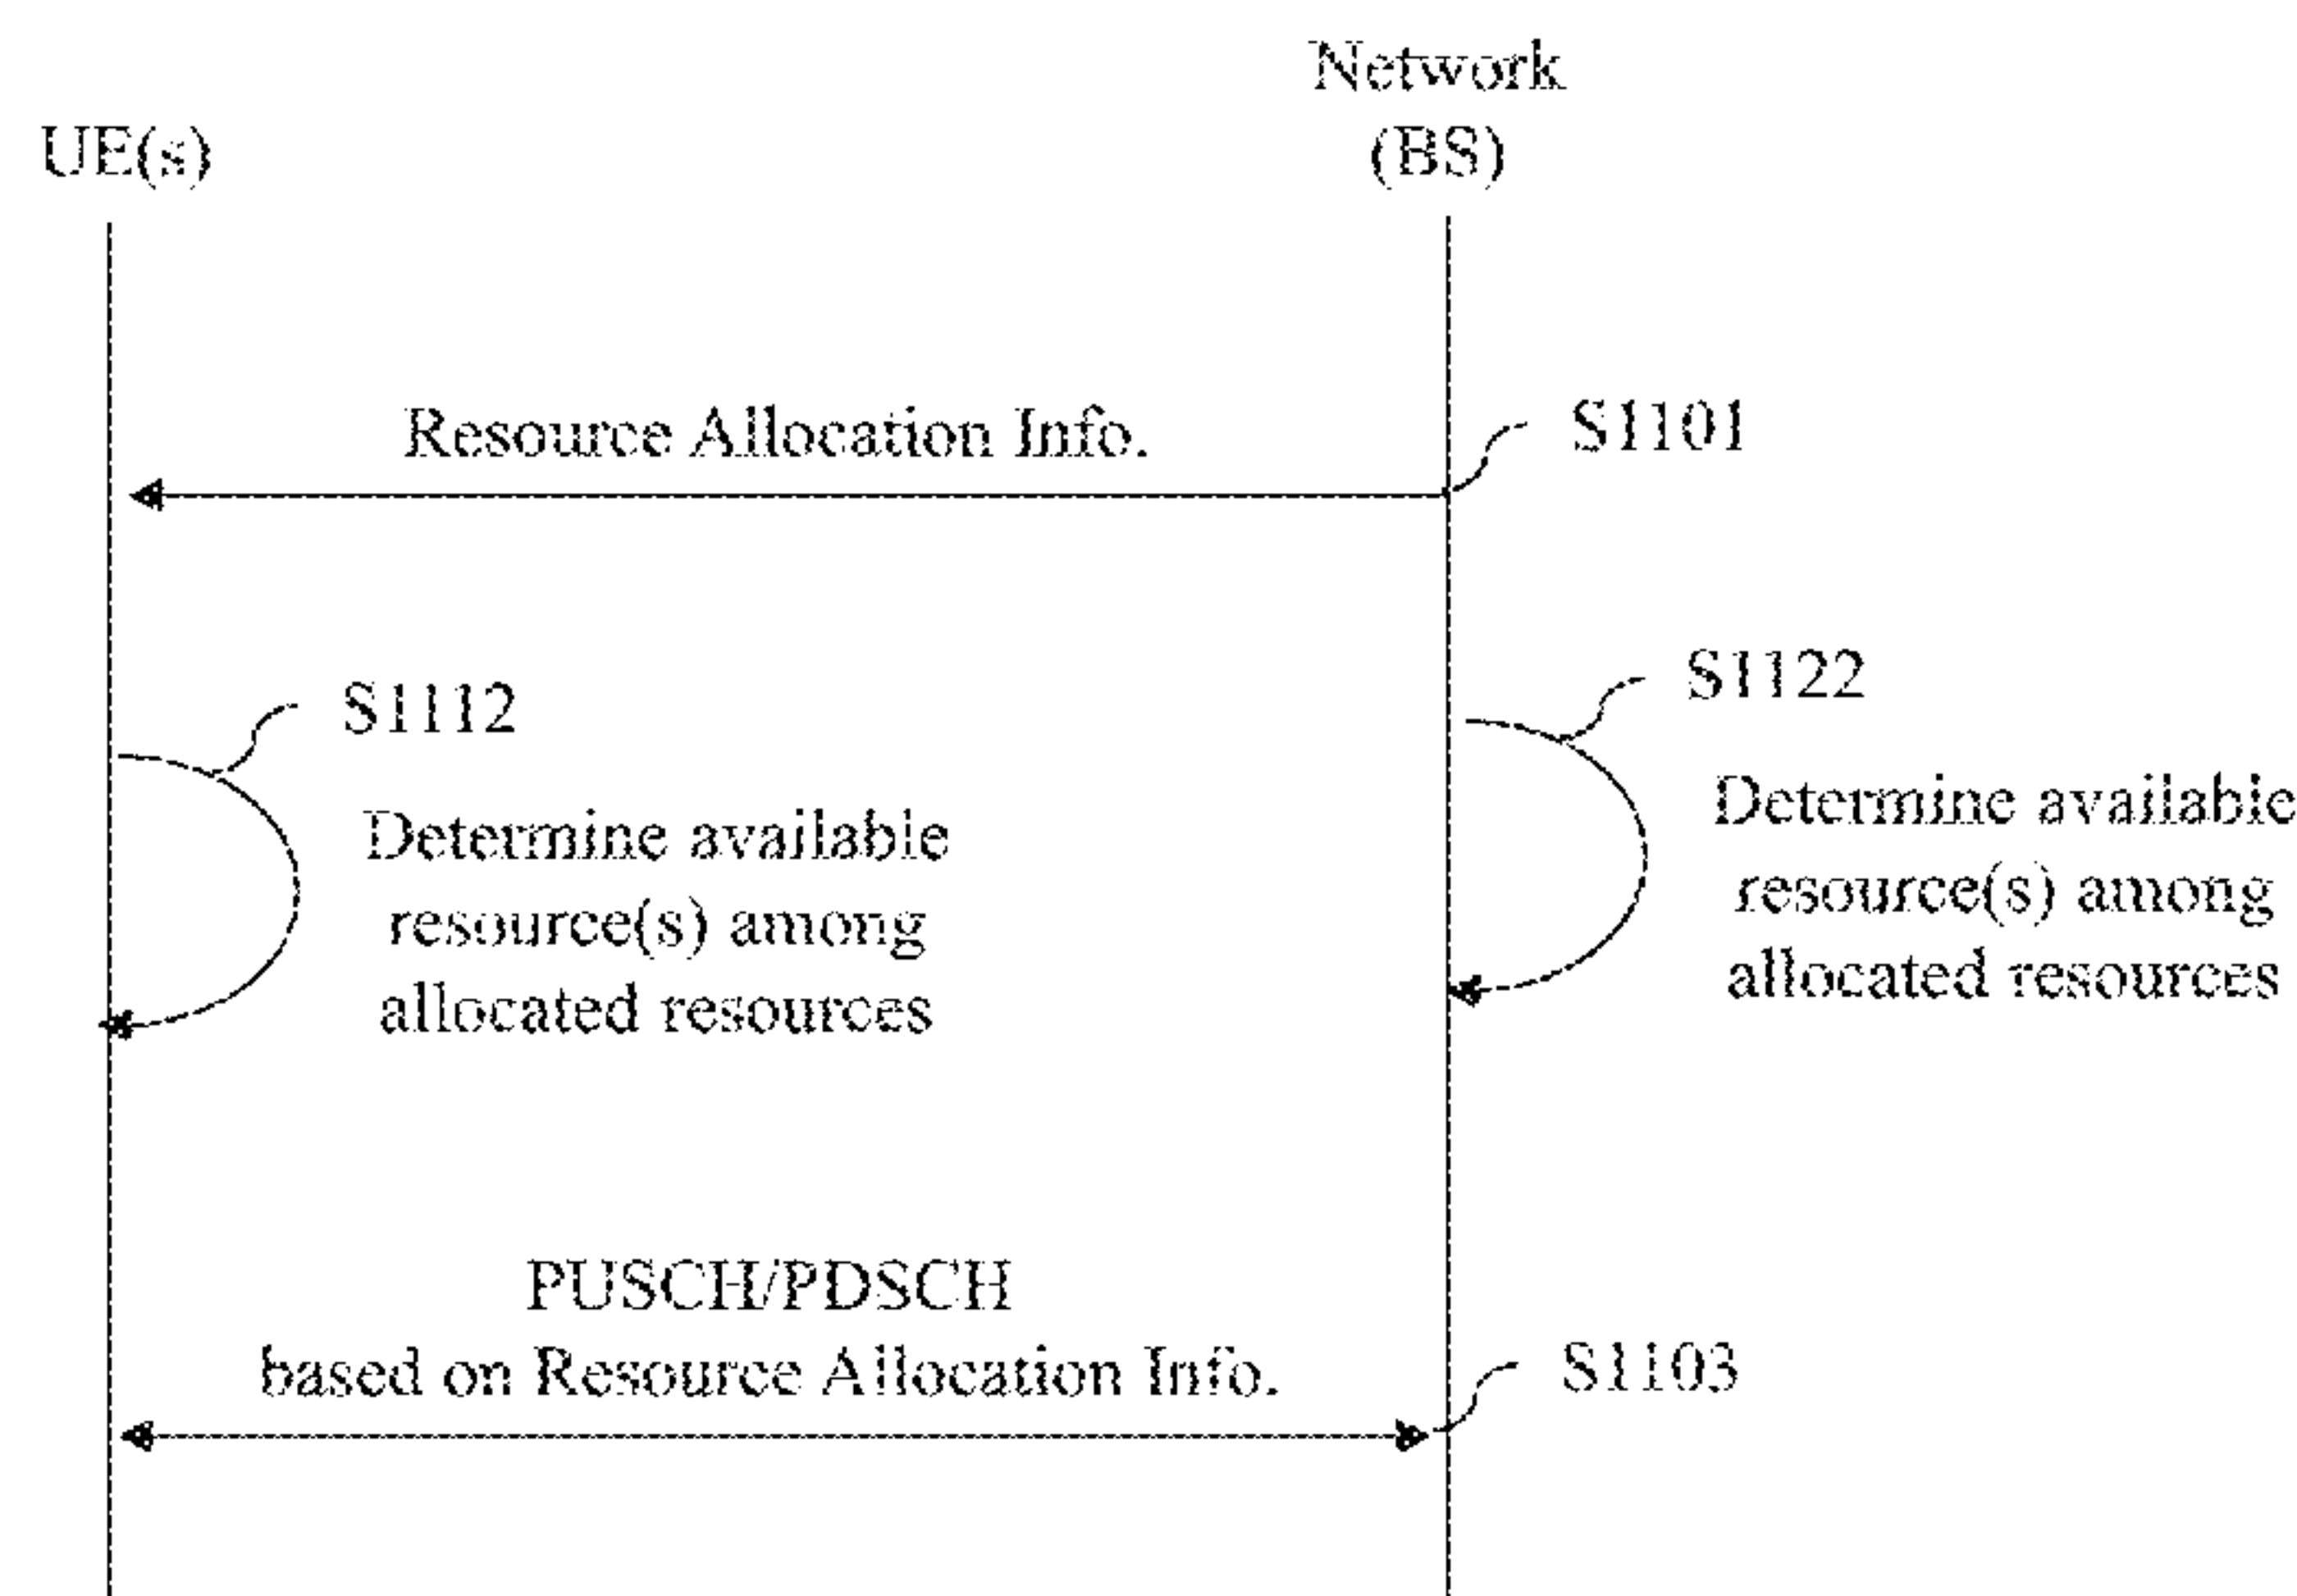 Network
(BS)
UE(s)
Resource Allocation Info.
S1101
S1112
Determine available
resource(s) among
allocated resources
S1122
Determine available
resource(s) among
allocated resources
PUSCH/PDSCH
based on Resource Allocation Info.
S1103